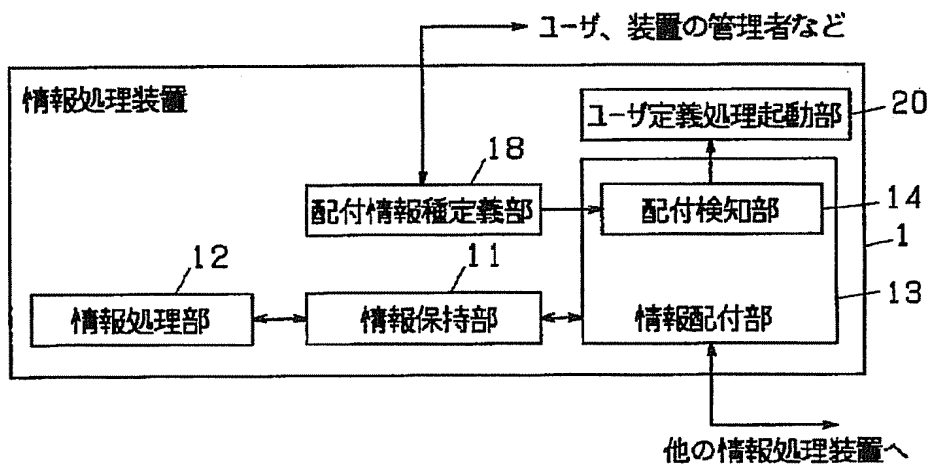 ユーザ、装置の管理者など
情報処理装置
ユーザ定義処理起動部
20
18
配付情報種定義部
配付検知部
14
1
12
11
13
情報処理部
情報保持部
情報配付部
他の情報処理装置へ